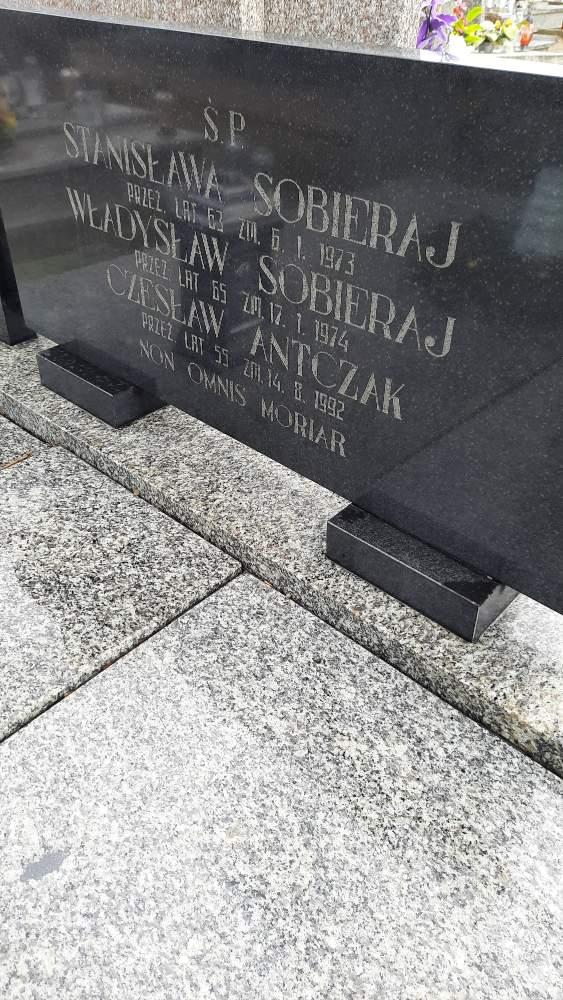 Ś.P.
STANISŁAWA SOBIERAJ
PRZEŻ. LAT 63 ZM. 6. 1. 1973
WŁADYSŁAW SOBIERAJ
PRZEŻ. LAT 65 ZM. 17. 1. 1974
CZESŁAW ANTCZAK
PRZEŻ. LAT 55 ZM. 14. 8. 1992
NON OMNIS MORIAR